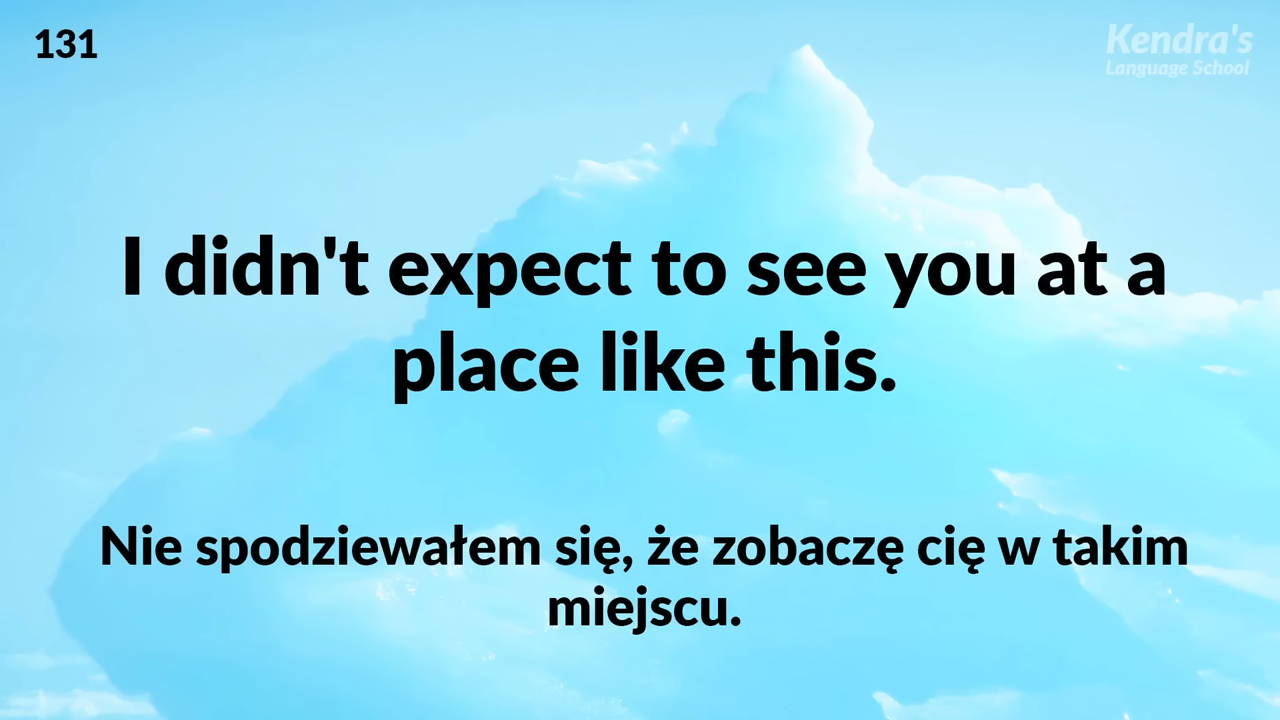 131
Kendra's
Language School
I didn't expect to see you at a
place like this.
Nie spodziewałem się, że zobaczę cię w takim
miejscu.